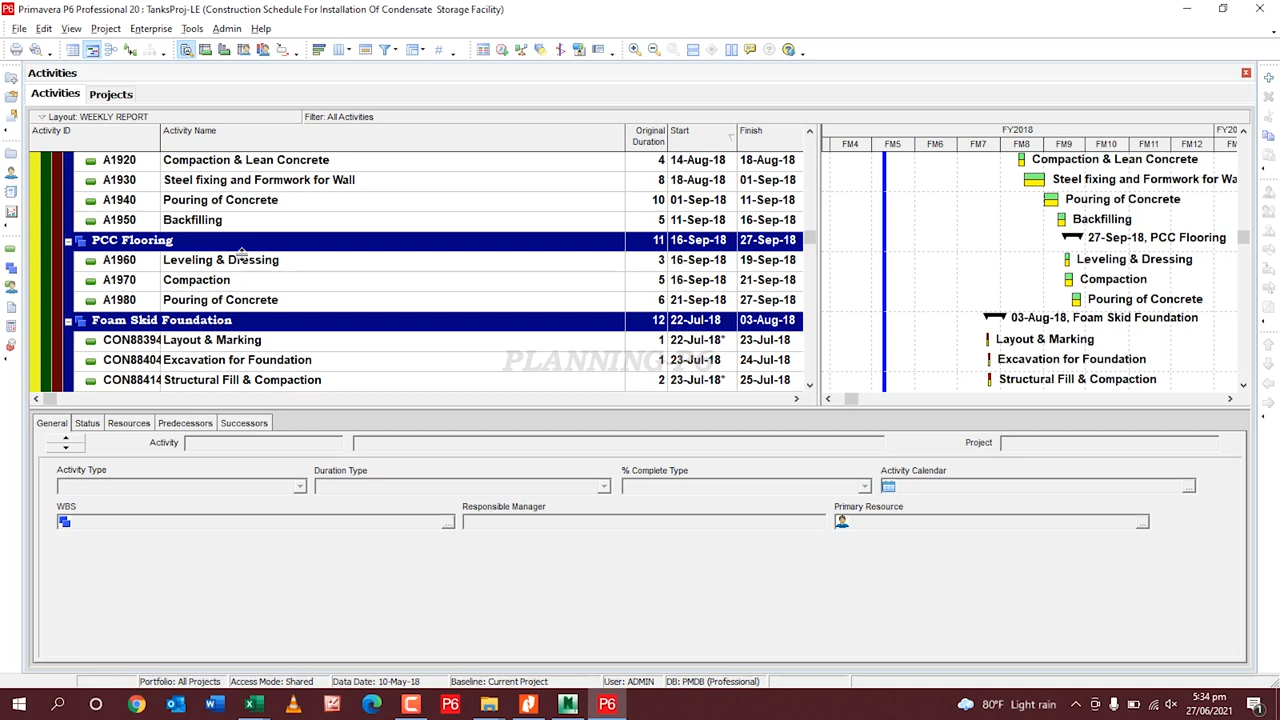 Primavera P6 Professional 20 : TanksProj-LE (Construction Schedule For Installation Of Condensate Storage Facility)
File Edit View Project Enterprise Tools Admin Help
Activities
Activities Projects
Layout: WEEKLY REPORT Filter: All Activities
Activity ID Activity Name Original Duration Start Finish FY2018 FY20
FM4 FM5 FM6 FM7 FM8 FM9 FM10 FM11 FM12 FM
A1920 Compaction & Lean Concrete 4 14-Aug-18 18-Aug-18 Compaction & Lean Concrete
A1930 Steel fixing and Formwork for Wall 8 18-Aug-18 01-Sep-18 Steel fixing and Formwork for Wa
A1940 Pouring of Concrete 10 01-Sep-18 11-Sep-18 Pouring of Concrete
A1950 Backfilling 5 11-Sep-18 16-Sep-18 Backfilling
PCC Flooring 11 16-Sep-18 27-Sep-18 27-Sep-18, PCC Flooring
A1960 Leveling & Dressing 3 16-Sep-18 19-Sep-18 Leveling & Dressing
A1970 Compaction 5 16-Sep-18 21-Sep-18 Compaction
A1980 Pouring of Concrete 6 21-Sep-18 27-Sep-18 Pouring of Concrete
Foam Skid Foundation 12 22-Jul-18 03-Aug-18 03-Aug-18, Foam Skid Foundation
CON88394 Layout & Marking 1 22-Jul-18* 23-Jul-18 Layout & Marking
CON88404 Excavation for Foundation 1 23-Jul-18 24-Jul-18 Excavation for Foundation
PLANNING P6
CON88414 Structural Fill & Compaction 2 23-Jul-18* 25-Jul-18 Structural Fill & Compaction
General Status Resources Predecessors Successors
Activity Project
Activity Type Duration Type % Complete Type Activity Calendar
WBS Responsible Manager Primary Resource
Portfolio: All Projects Access Mode: Shared Data Date: 10-May-18 Baseline: Current Project User: ADMIN DB: PMDB (Professional)
80°F Light rain 5:34 pm
27/06/2021